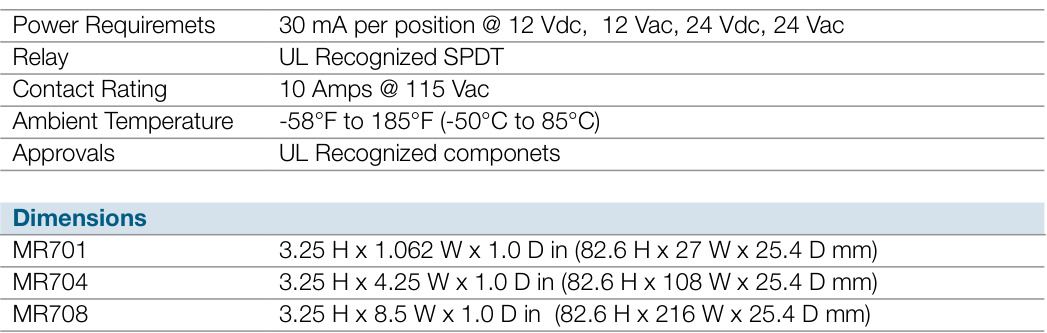 Power Requiremets 30 mA per position @ 12 Vdc, 12 Vac, 24 Vdc, 24 Vac
Relay UL Recognized SPDT
Contact Rating 10 Amps @ 115 Vac
Ambient Temperature -58°F to 185°F (-50°C to 85°C)
Approvals UL Recognized componets
Dimensions
MR701 3.25 H x 1.062 W x 1.0 D in (82.6 H x 27 W x 25.4 D mm)
MR704 3.25 H x 4.25 W x 1.0 D in (82.6 H x 108 W x 25.4 D mm)
MR708 3.25 H x 8.5 W x 1.0 D in (82.6 H x 216 W x 25.4 D mm)